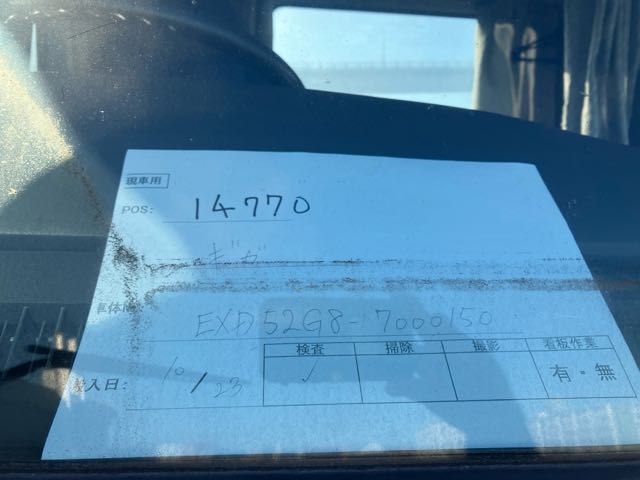 現車用
POS: 14770
ギガ
車体№: EXD52G8-7000150
検査 掃除 撮影 看板作業
搬入日: 10/23 ✓ 有・無